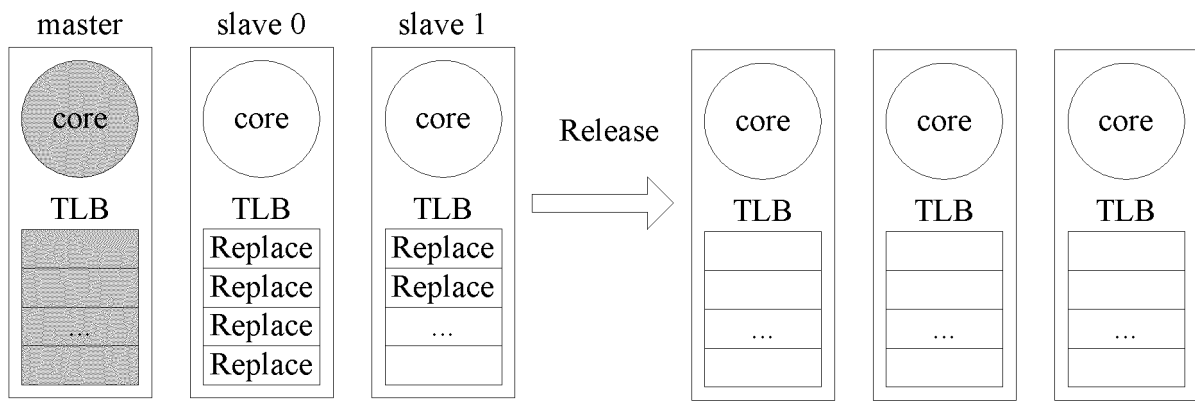 master slave 0 slave 1
core core core Release core core core
TLB TLB TLB TLB TLB TLB
Replace Replace
Replace Replace
... Replace ... ... ... ...
Replace